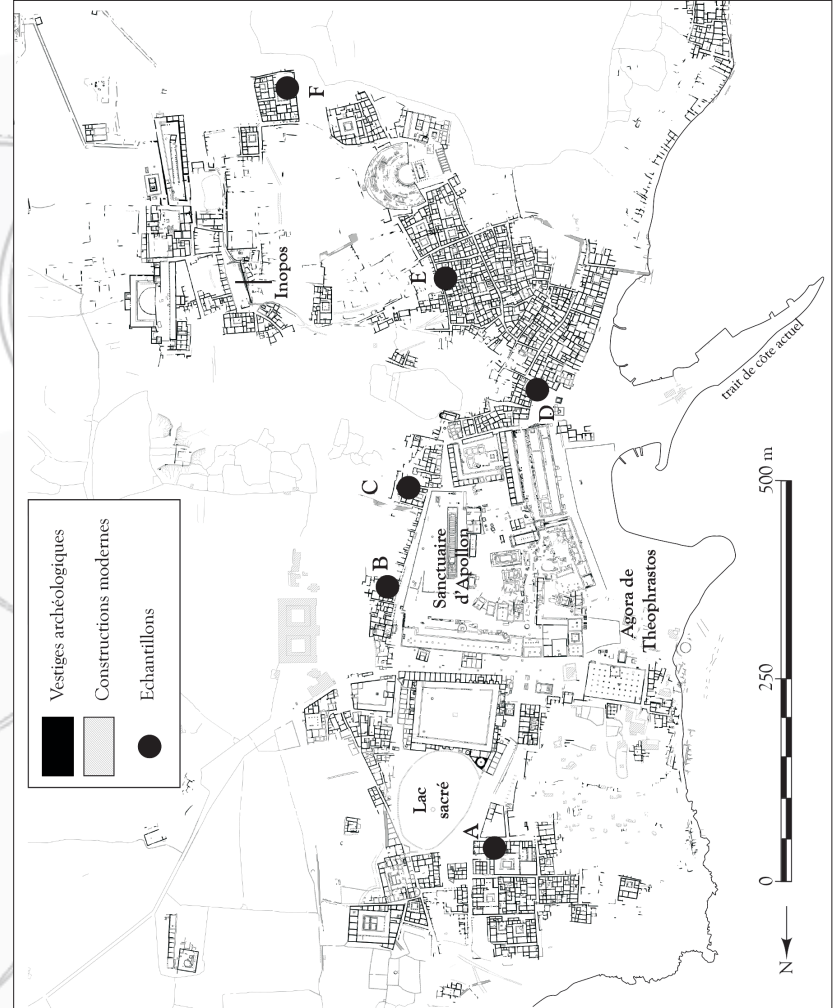 Vestiges archéologiques
Constructions modernes
Echantillons
F
Inopos
E
D
trait de côte actuel
C
B
Sanctuaire
d'Apollon
Agora de
Theophrastos
Lac
sacré
A
0
250
500 m
N